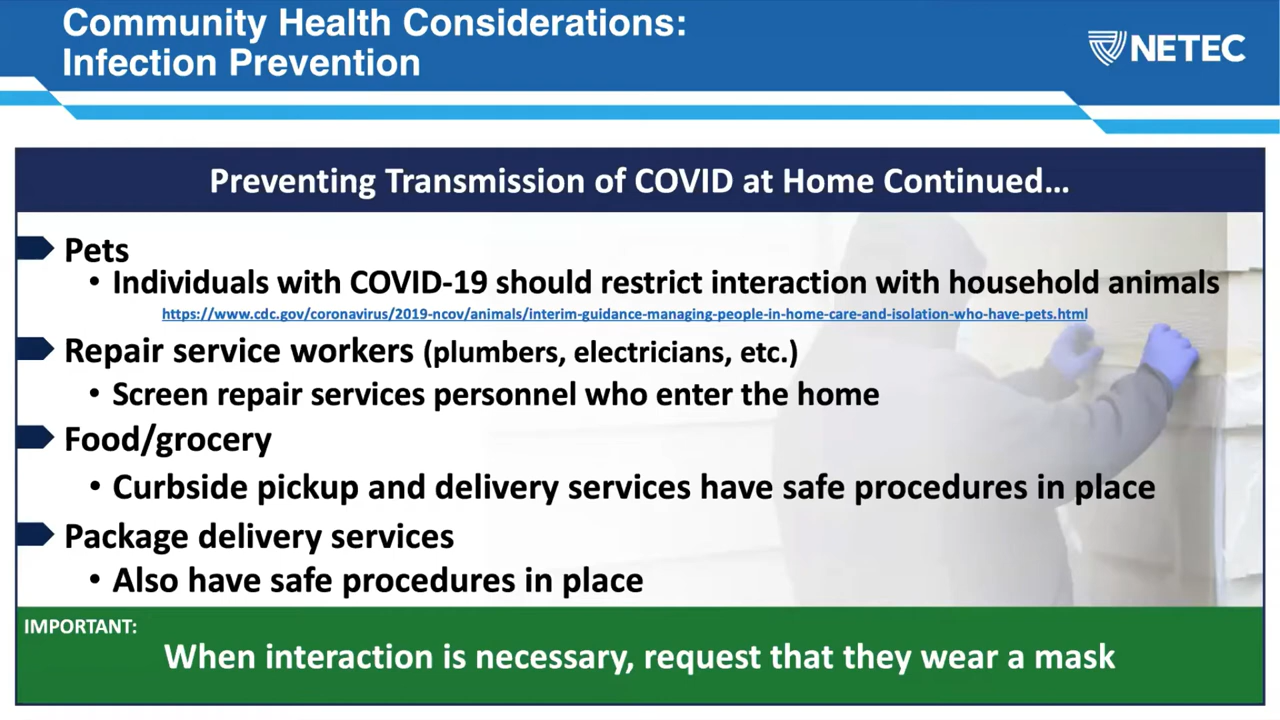 Community Health Considerations:
Infection Prevention
NETEC
Preventing Transmission of COVID at Home Continued...
Pets
• Individuals with COVID-19 should restrict interaction with household animals
https://www.cdc.gov/coronavirus/2019-ncov/animals/interim-guidance-managing-people-in-home-care-and-isolation-who-have-pets.html
Repair service workers (plumbers, electricians, etc.)
• Screen repair services personnel who enter the home
Food/grocery
• Curbside pickup and delivery services have safe procedures in place
Package delivery services
• Also have safe procedures in place
IMPORTANT:
When interaction is necessary, request that they wear a mask